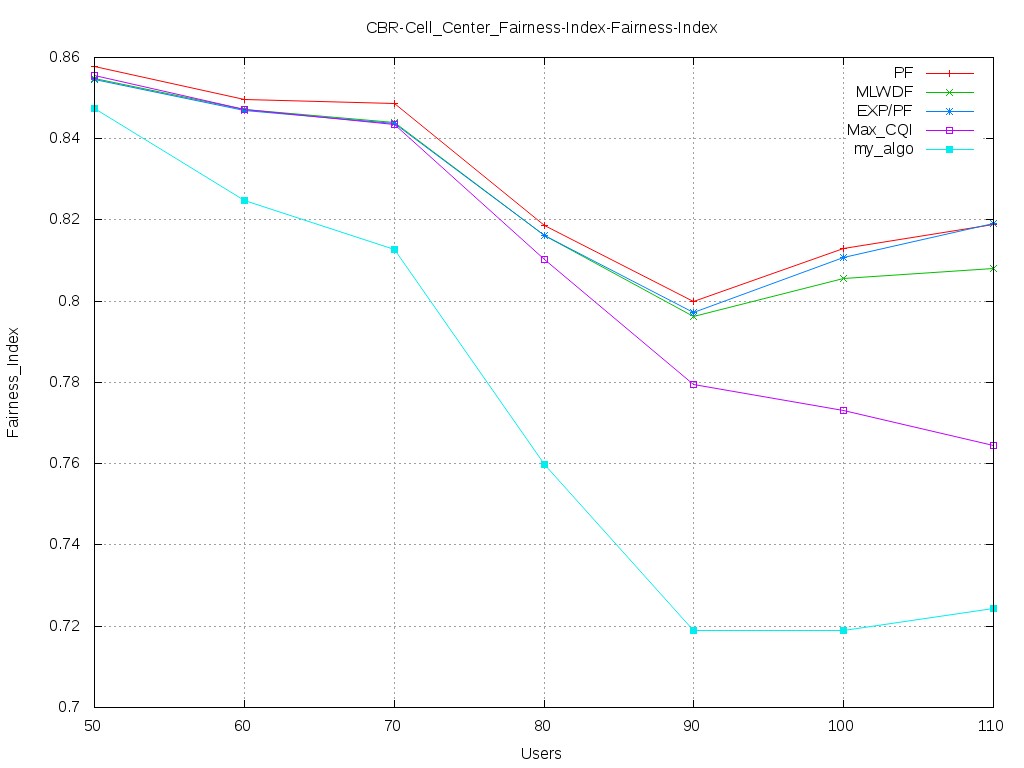 CBR-Cell_Center_Fairness-Index-Fairness-Index
0.86
0.84
0.82
0.8
0.78
0.76
0.74
0.72
0.7
Fairness_Index
PF
MLWDF
EXP/PF
Max_CQI
my_algo
50 60 70 80 90 100 110
Users